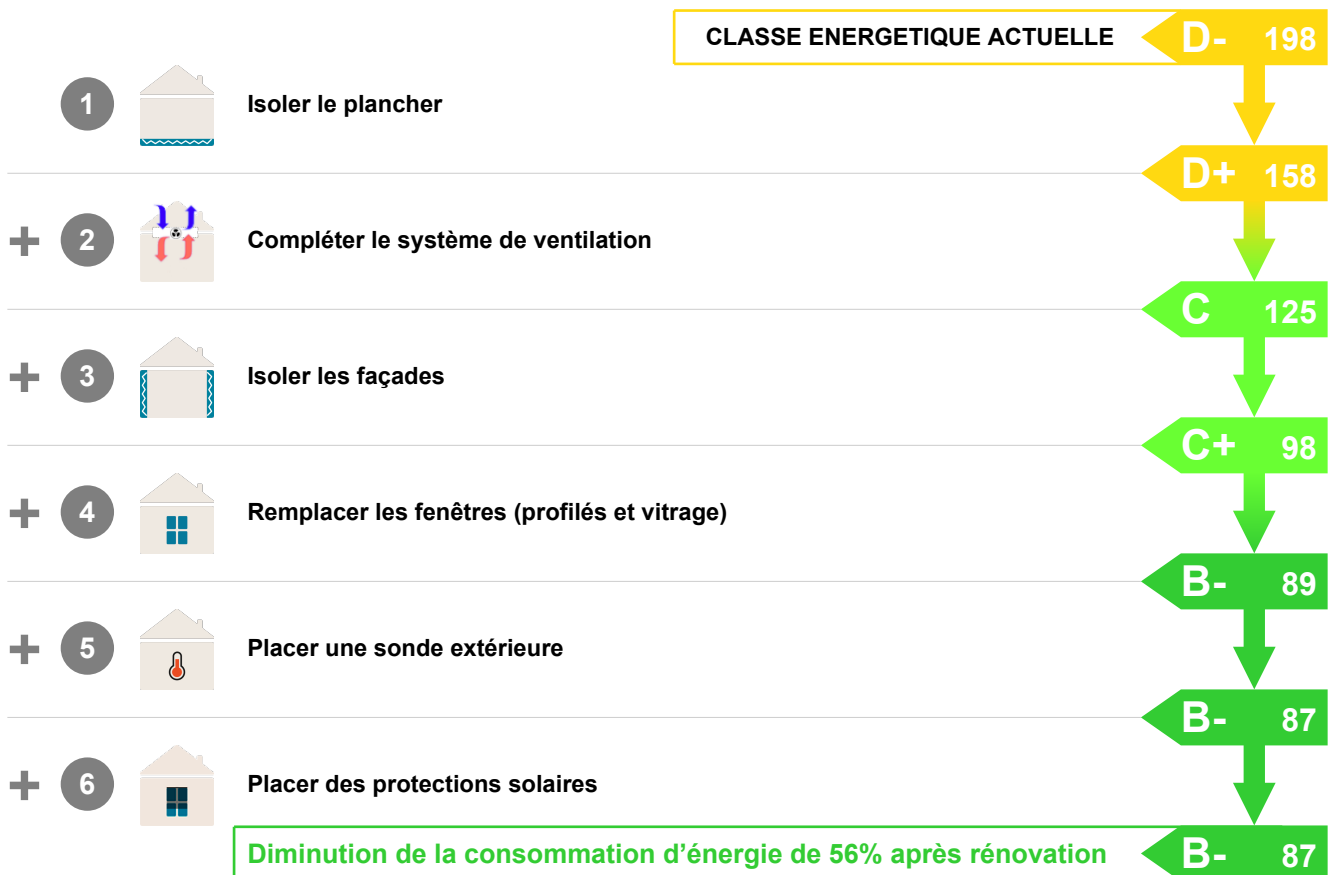 CLASSE ENERGETIQUE ACTUELLE D- 198
1 Isoler le plancher
D+ 158
+ 2 Compléter le système de ventilation
C 125
+ 3 Isoler les façades
C+ 98
+ 4 Remplacer les fenêtres (profilés et vitrage)
B- 89
+ 5 Placer une sonde extérieure
B- 87
+ 6 Placer des protections solaires
Diminution de la consommation d’énergie de 56% après rénovation B- 87